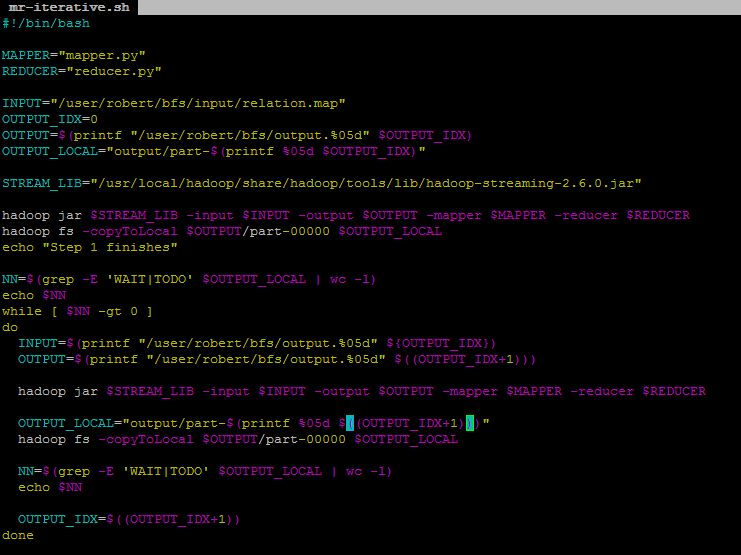 mr-iterative.sh
#!/bin/bash
MAPPER="mapper.py"
REDUCER="reducer.py"
INPUT="/user/robert/bfs/input/relation.map"
OUTPUT_IDX=0
OUTPUT=$(printf "/user/robert/bfs/output.%05d" $OUTPUT_IDX)
OUTPUT_LOCAL="output/part-$(printf %05d $OUTPUT_IDX)"
STREAM_LIB="/usr/local/hadoop/share/hadoop/tools/lib/hadoop-streaming-2.6.0.jar"
hadoop jar $STREAM_LIB -input $INPUT -output $OUTPUT -mapper $MAPPER -reducer $REDUCER
hadoop fs -copyToLocal $OUTPUT/part-00000 $OUTPUT_LOCAL
echo "Step 1 finishes"
NN=$(grep -E 'WAIT|TODO' $OUTPUT_LOCAL | wc -l)
echo $NN
while [ $NN -gt 0 ]
do
  INPUT=$(printf "/user/robert/bfs/output.%05d" ${OUTPUT_IDX})
  OUTPUT=$(printf "/user/robert/bfs/output.%05d" $((OUTPUT_IDX+1)))
  hadoop jar $STREAM_LIB -input $INPUT -output $OUTPUT -mapper $MAPPER -reducer $REDUCER
  OUTPUT_LOCAL="output/part-$(printf %05d $((OUTPUT_IDX+1)))"
  hadoop fs -copyToLocal $OUTPUT/part-00000 $OUTPUT_LOCAL
  NN=$(grep -E 'WAIT|TODO' $OUTPUT_LOCAL | wc -l)
  echo $NN
  OUTPUT_IDX=$((OUTPUT_IDX+1))
done